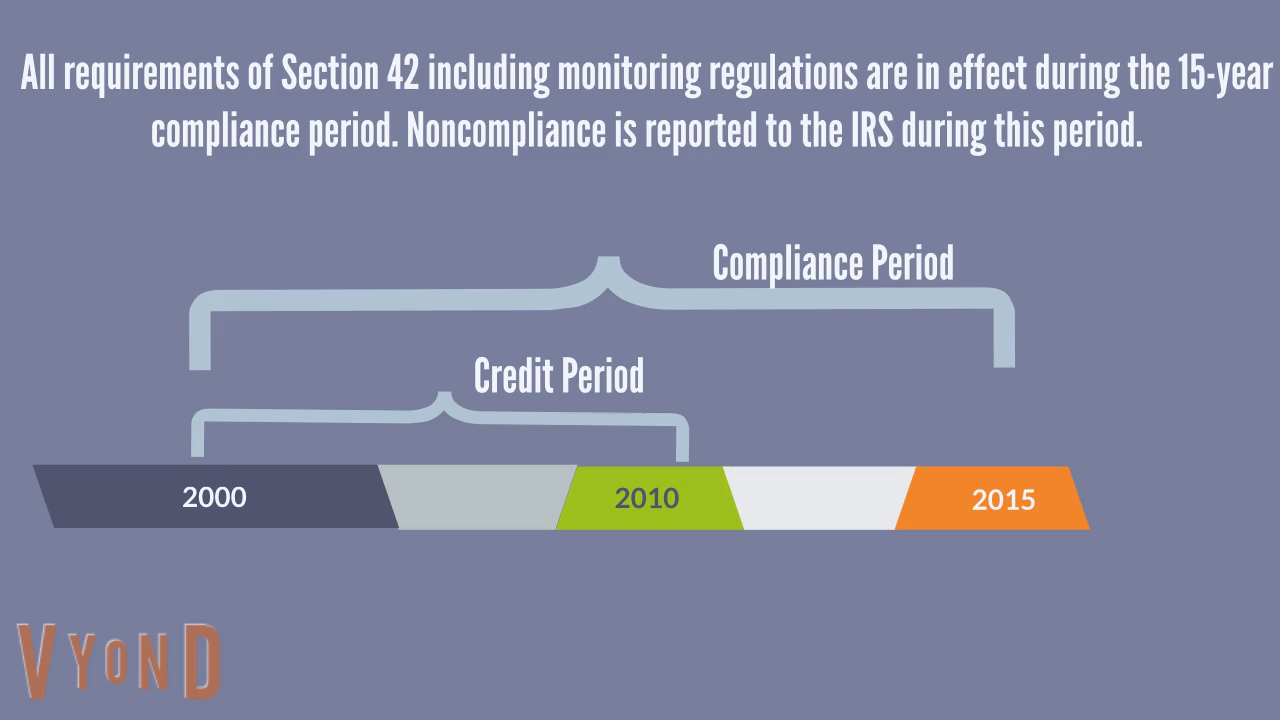 All requirements of Section 42 including monitoring regulations are in effect during the 15-year
compliance period. Noncompliance is reported to the IRS during this period.
Compliance Period
Credit Period
2000
2010
2015
VYOND